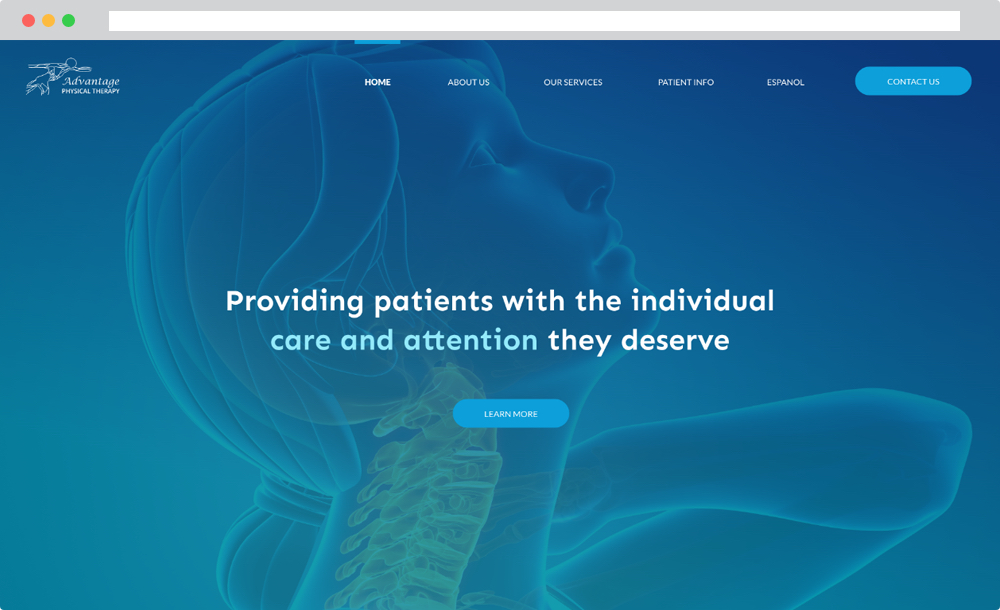 Advantage
PHYSICAL THERAPY
HOME
ABOUT US
OUR SERVICES
PATIENT INFO
ESPANOL
CONTACT US
Providing patients with the individual
care and attention they deserve
LEARN MORE